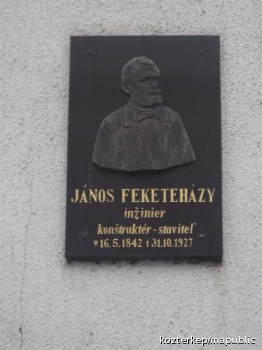 JÁNOS FEKETEHÁZY
inžinier
konštruktér - staviteľ
* 16. 5. 1842 † 31. 10. 1927
kozterkep/mapublic